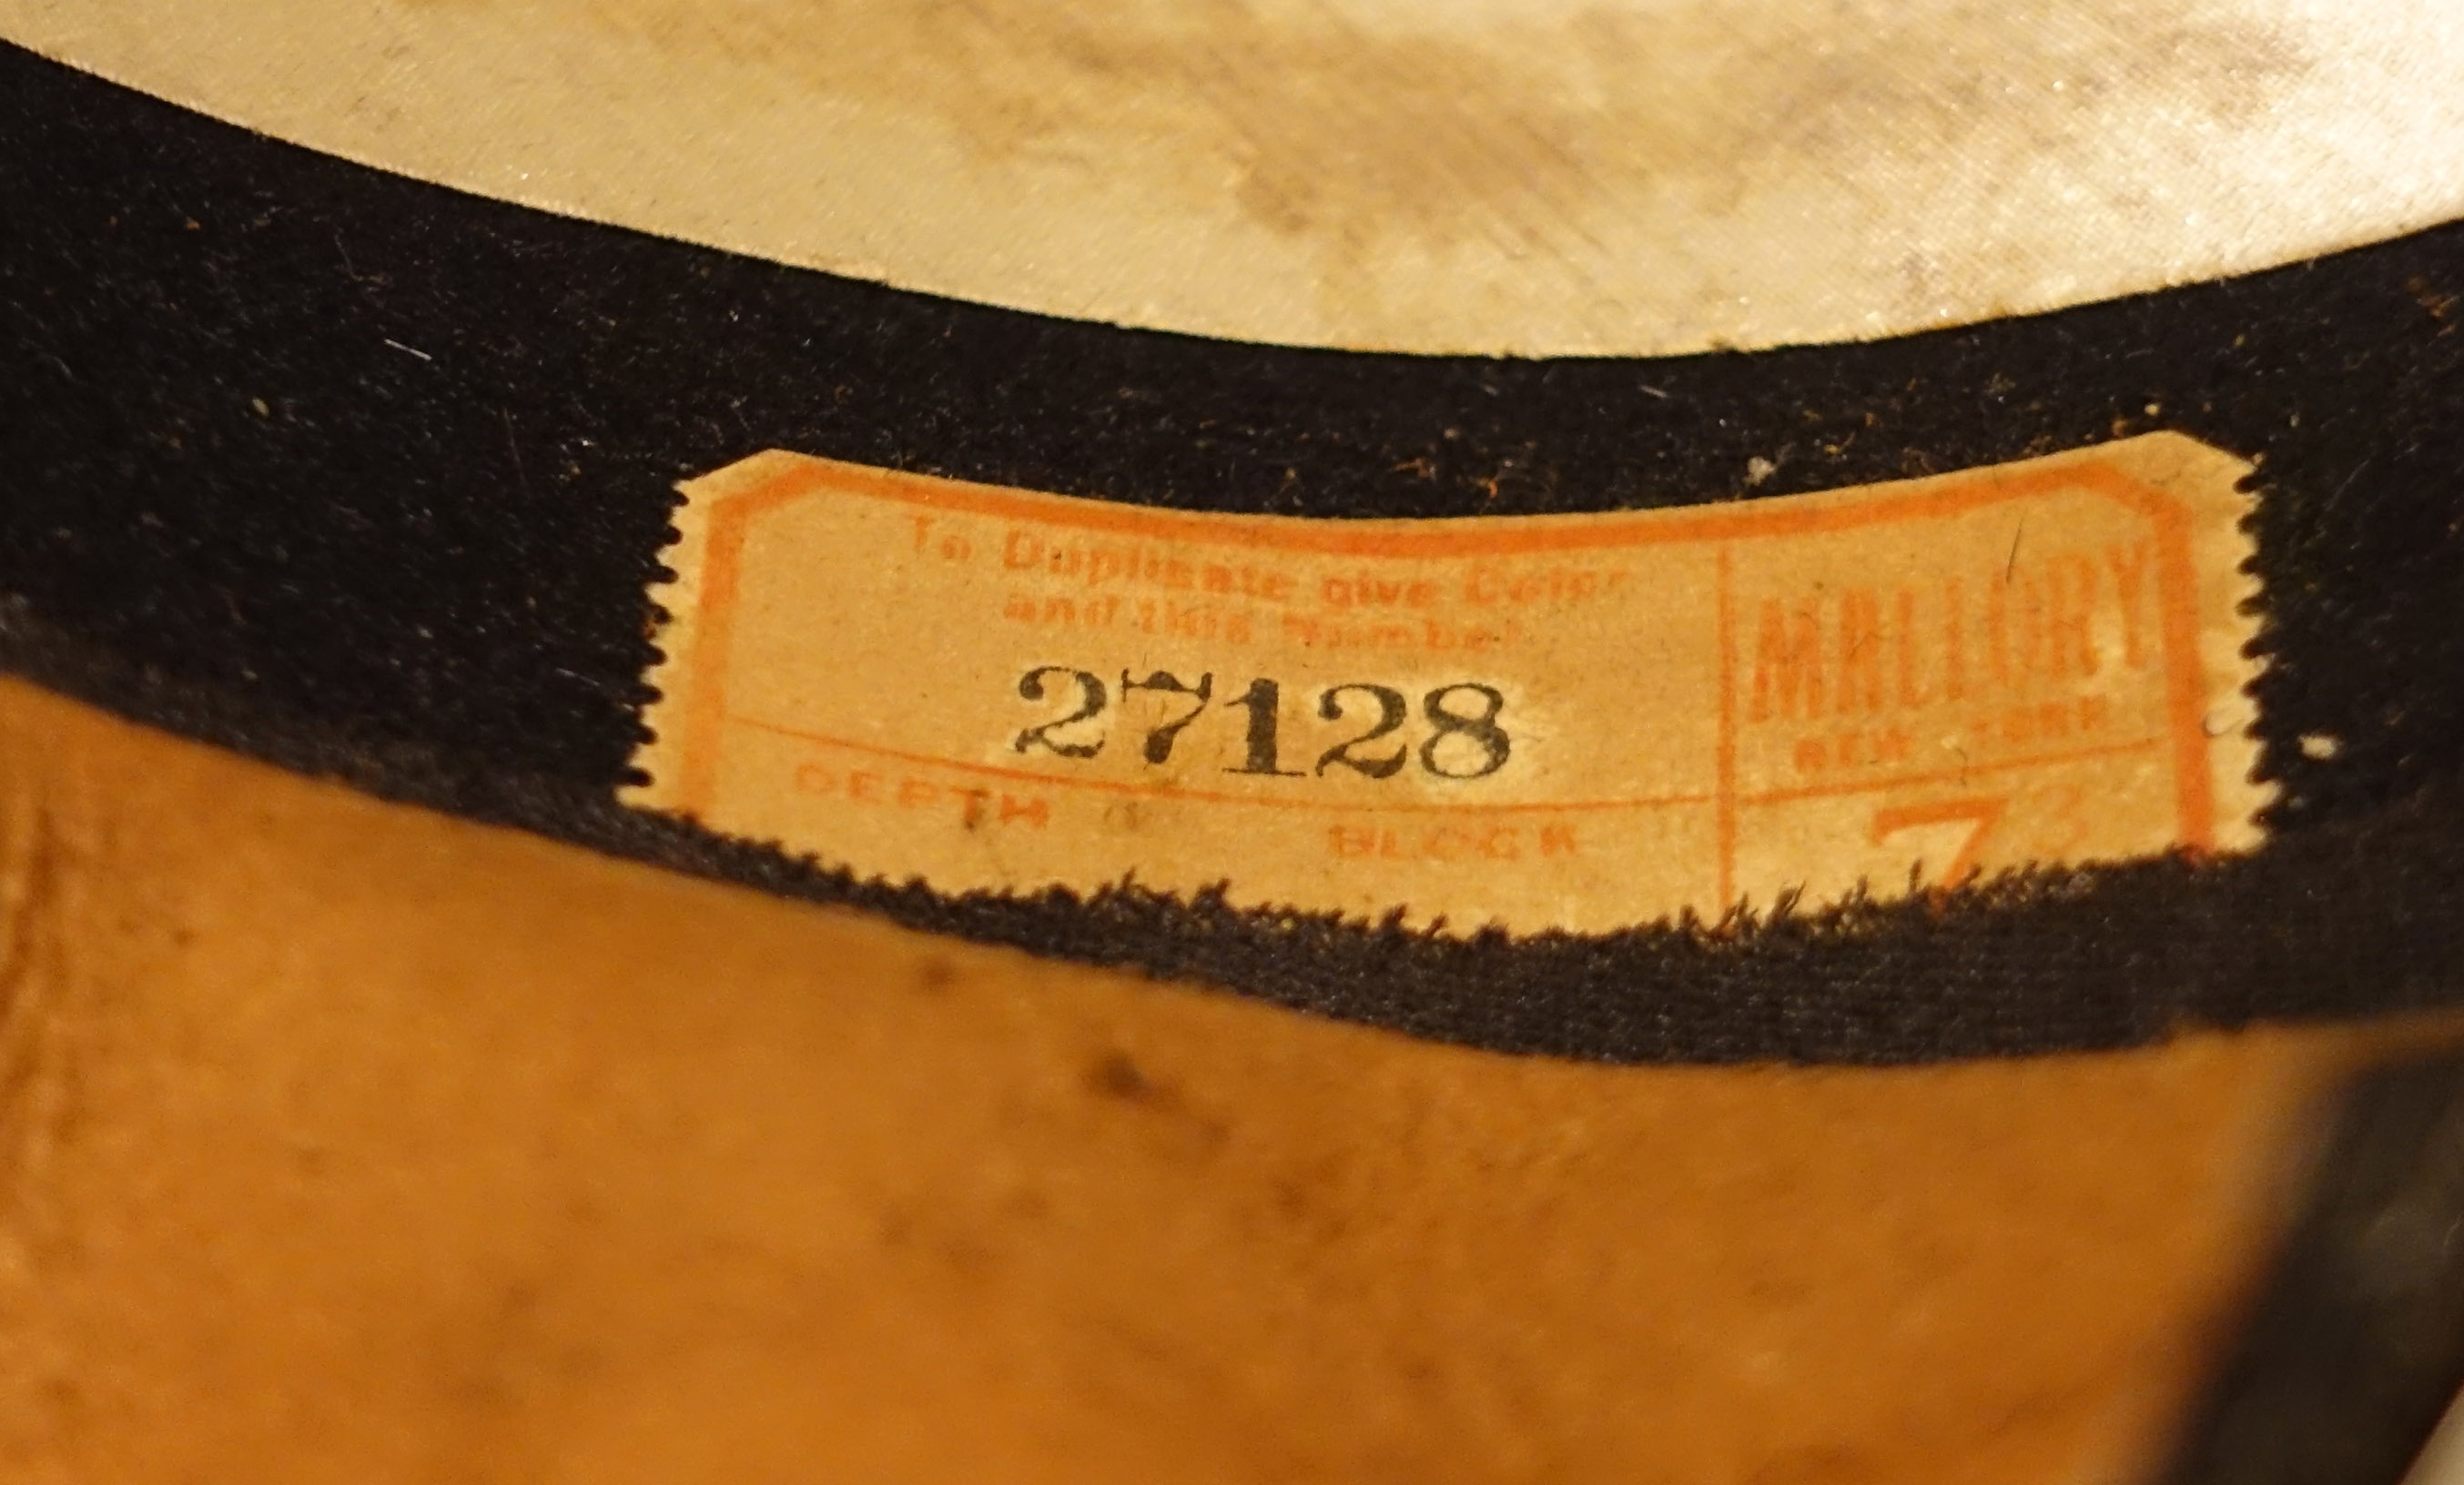 To Duplicate give Color
and this Number
27128
DEPTH
BLOCK
MALLORY
NEW YORK
7